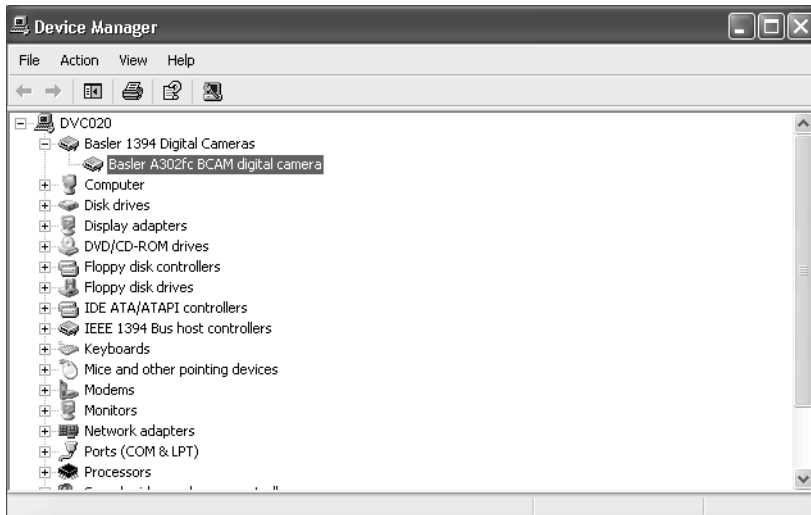 Device Manager
File Action View Help
DVC020
Basler 1394 Digital Cameras
Basler A302fc BCAM digital camera
Computer
Disk drives
Display adapters
DVD/CD-ROM drives
Floppy disk controllers
Floppy disk drives
IDE ATA/ATAPI controllers
IEEE 1394 Bus host controllers
Keyboards
Mice and other pointing devices
Modems
Monitors
Network adapters
Ports (COM & LPT)
Processors